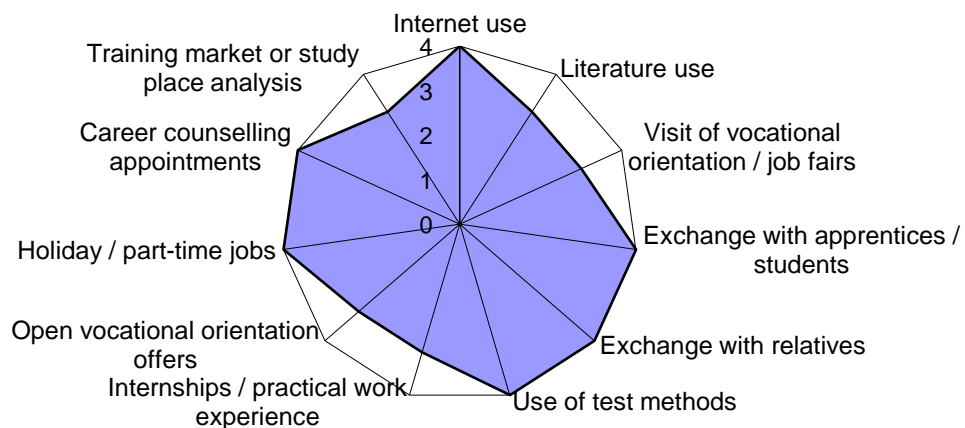 Internet use
Literature use
Visit of vocational
orientation / job fairs
Exchange with apprentices /
students
Exchange with relatives
Use of test methods
Internships / practical work
experience
Open vocational orientation
offers
Holiday / part-time jobs
Career counselling
appointments
Training market or study
place analysis
4
3
2
1
0